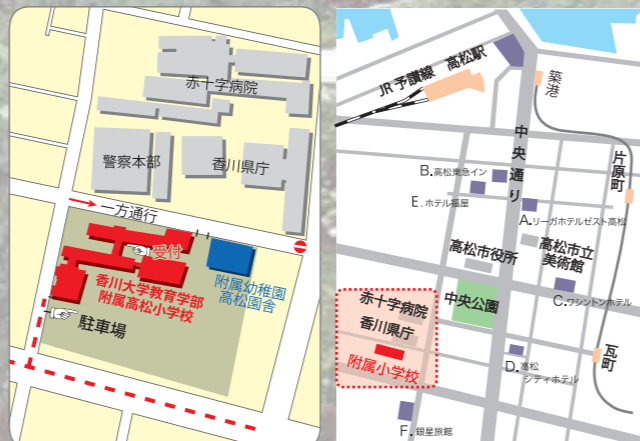 赤十字病院
警察本部
香川県庁
一方通行
受付
香川大学教育学部
附属高松小学校
附属幼稚園
高松園舎
駐車場
JR予讃線 高松駅
築港
中央通り
片原町
B.高松東急イン
E.ホテル福屋
A.リーガホテルゼスト高松
高松市役所
高松市立
美術館
中央公園
C.ワシントンホテル
赤十字病院
香川県庁
附属小学校
瓦町
D.高松
シティホテル
F.銀星旅館